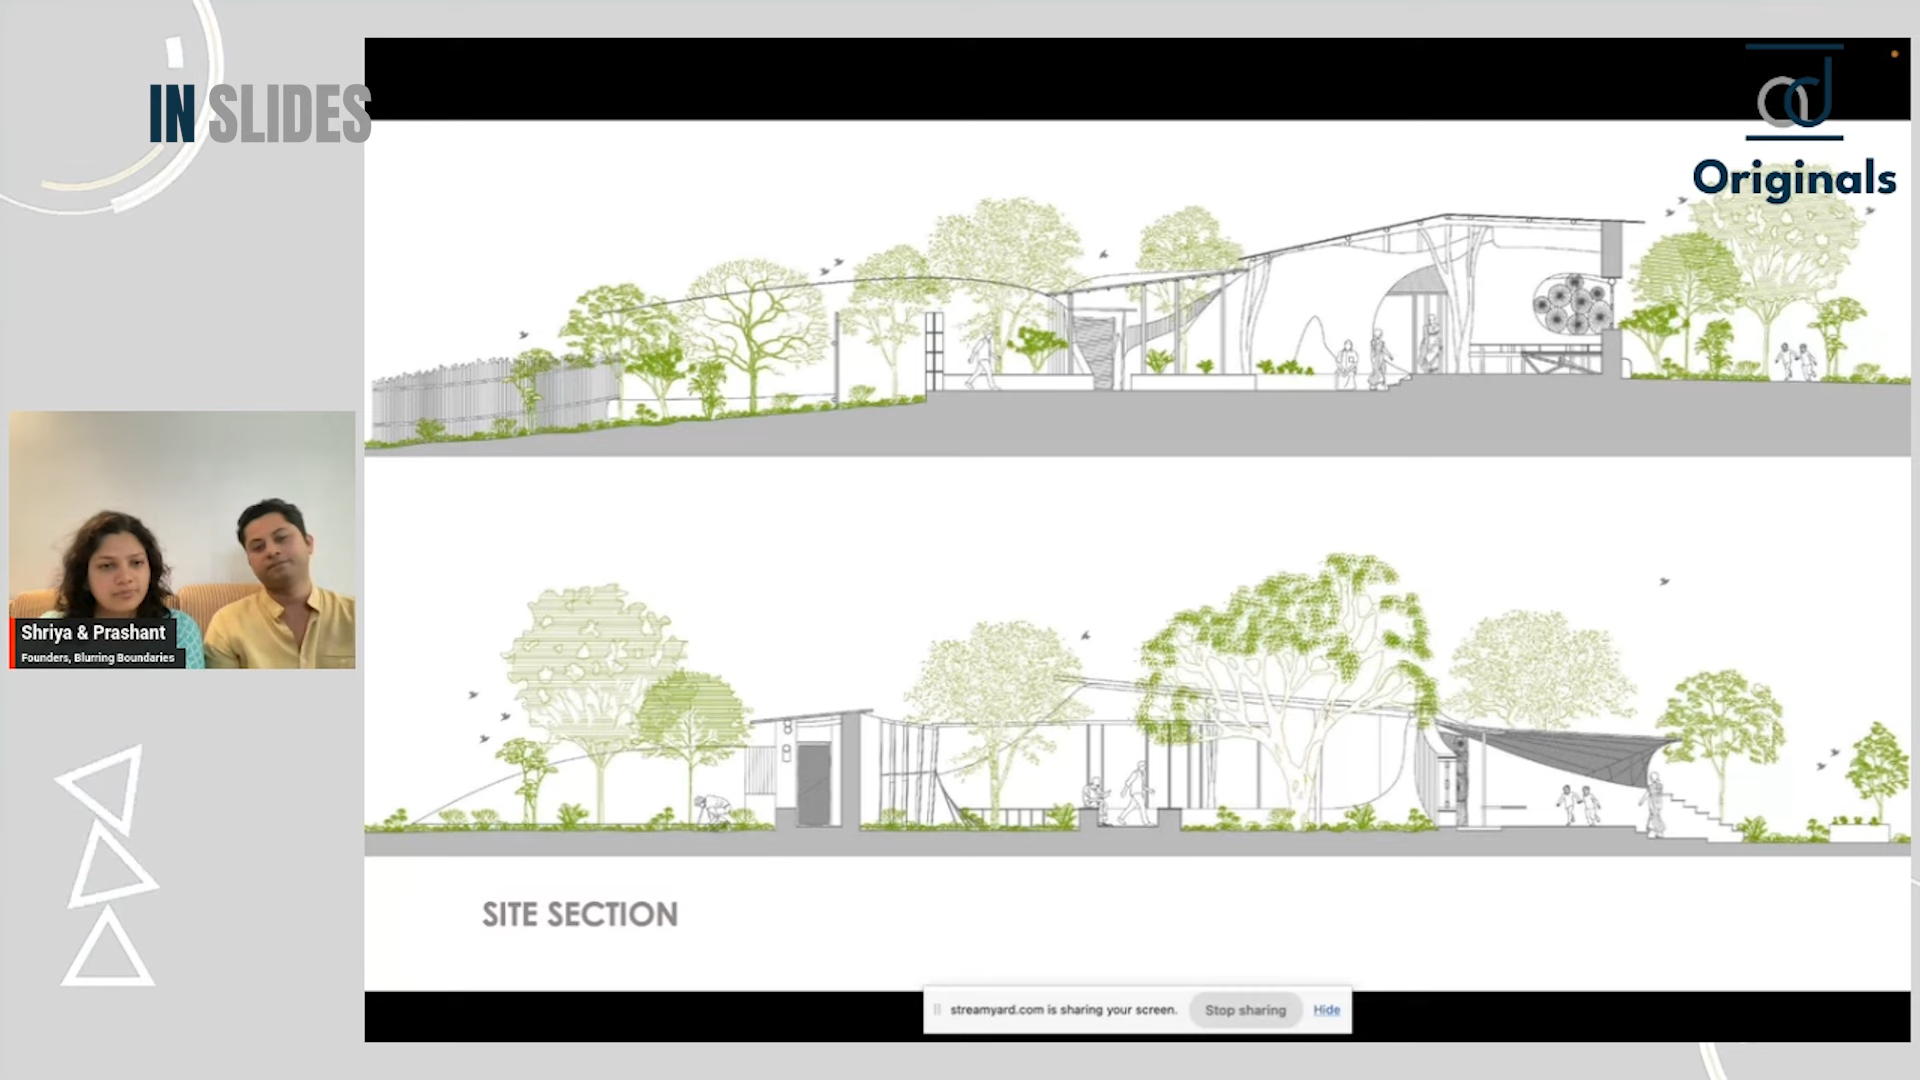 IN SLIDES
ad
Originals
Shriya & Prashant
Founders, Blurring Boundaries
SITE SECTION
streamyard.com is sharing your screen. Stop sharing Hide